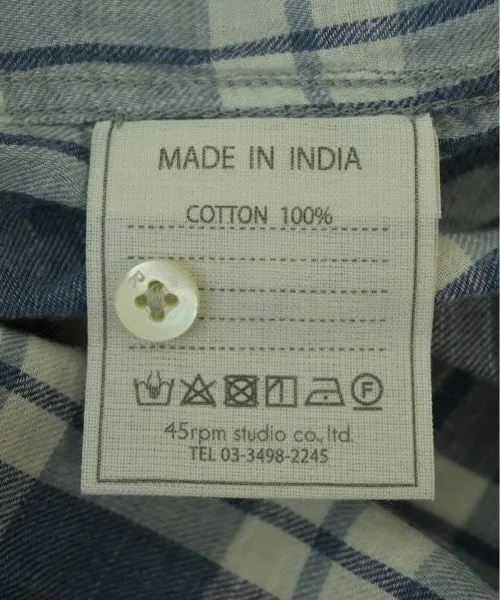 MADE IN INDIA
COTTON 100%
R
F
45rpm studio co., ltd.
TEL 03-3498-2245